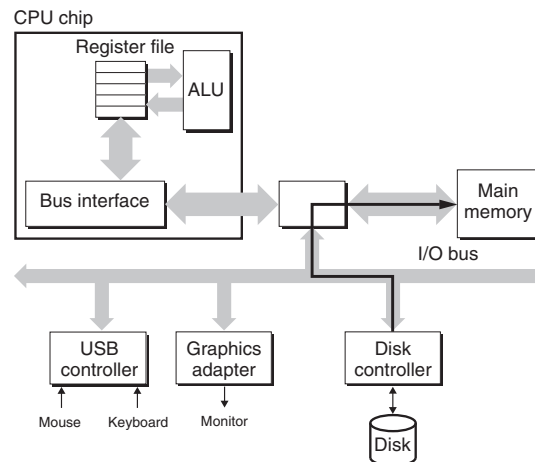 CPU chip
Register file
ALU
Bus interface
Main
memory
I/O bus
USB
controller
Graphics
adapter
Disk
controller
Mouse
Keyboard
Monitor
Disk